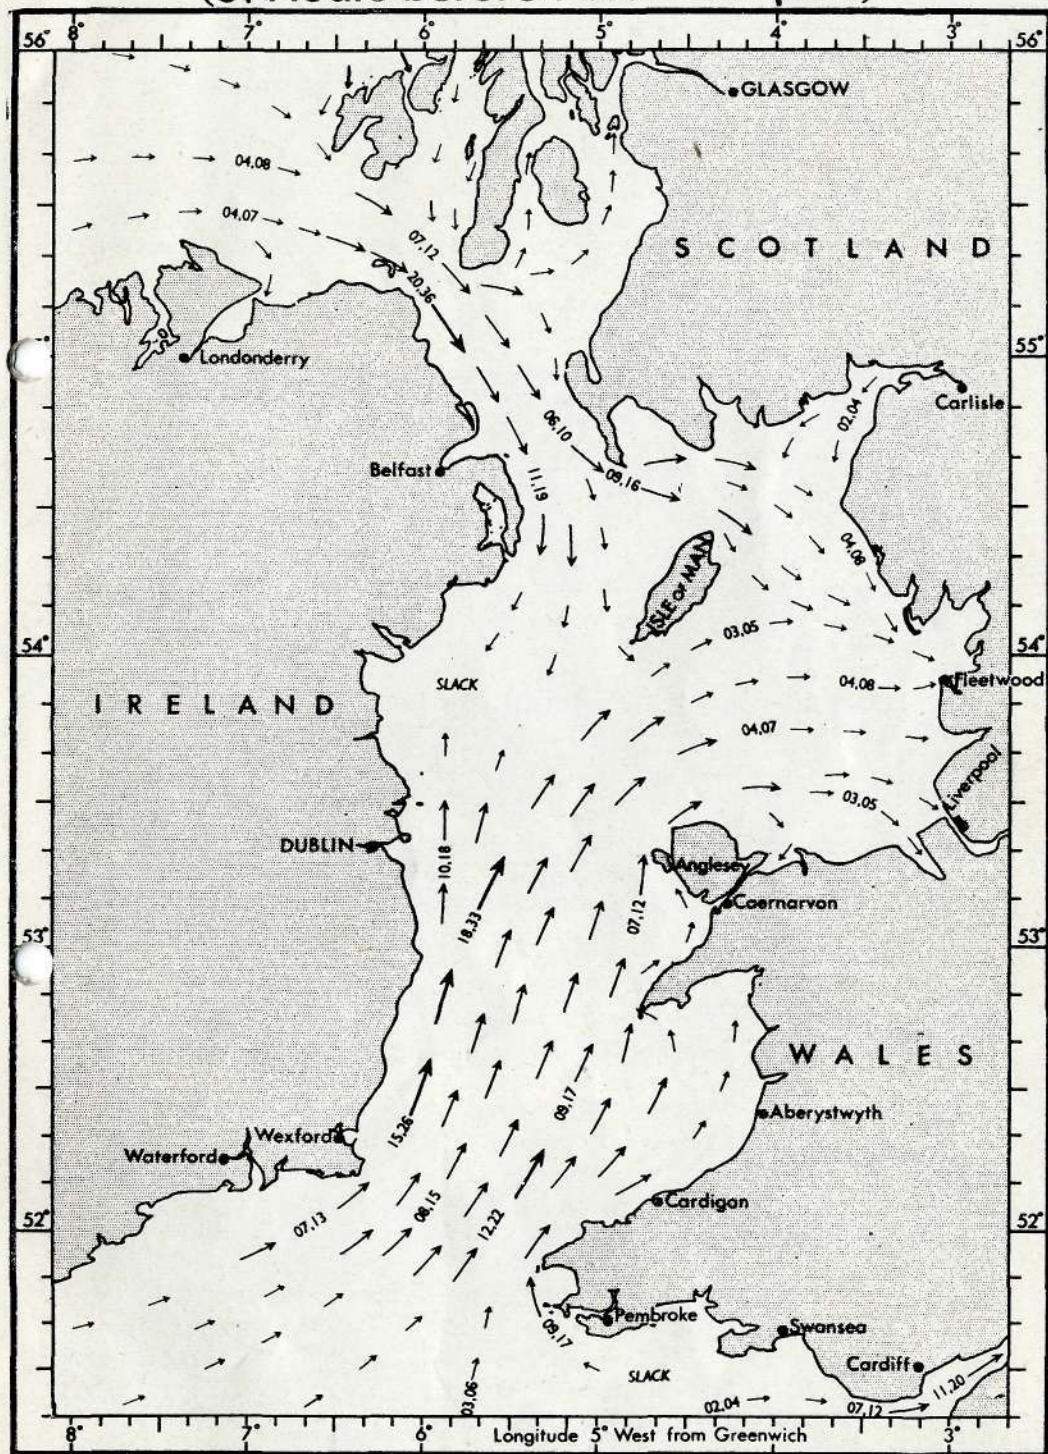 8° 7° 6° 5° 4° 3°
56° 56°
GLASGOW
04,08
04,07
SCOTLAND
07,12
20,36
Londonderry
55°
Carlisle
02,04
06,10
Belfast
11,19
09,16
04,08
ISLE OF MAN
03,05
54° 54°
SLACK
Fleetwood
04,08
IRELAND
04,07
Liverpool
03,05
DUBLIN
10,18
Anglesey
Caernarvon
18,33
07,12
53° 53°
WALES
09,17
Aberystwyth
15,26
Wexford
Waterford
Cardigan
08,15
07,13
12,22
52° 52°
Pembroke
Swansea
09,17
Cardiff
SLACK
11,20
03,06
02,04
07,12
8° 7° 6° Longitude 5° West from Greenwich 4° 3°